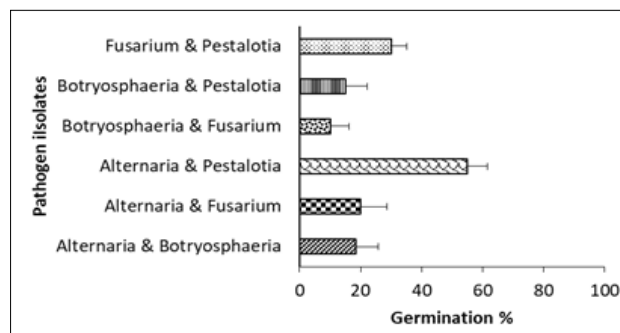 Pathogen iIsolates
Fusarium & Pestalotia
Botryosphaeria & Pestalotia
Botryosphaeria & Fusarium
Alternaria & Pestalotia
Alternaria & Fusarium
Alternaria & Botryosphaeria
0 20 40 60 80 100
Germination %